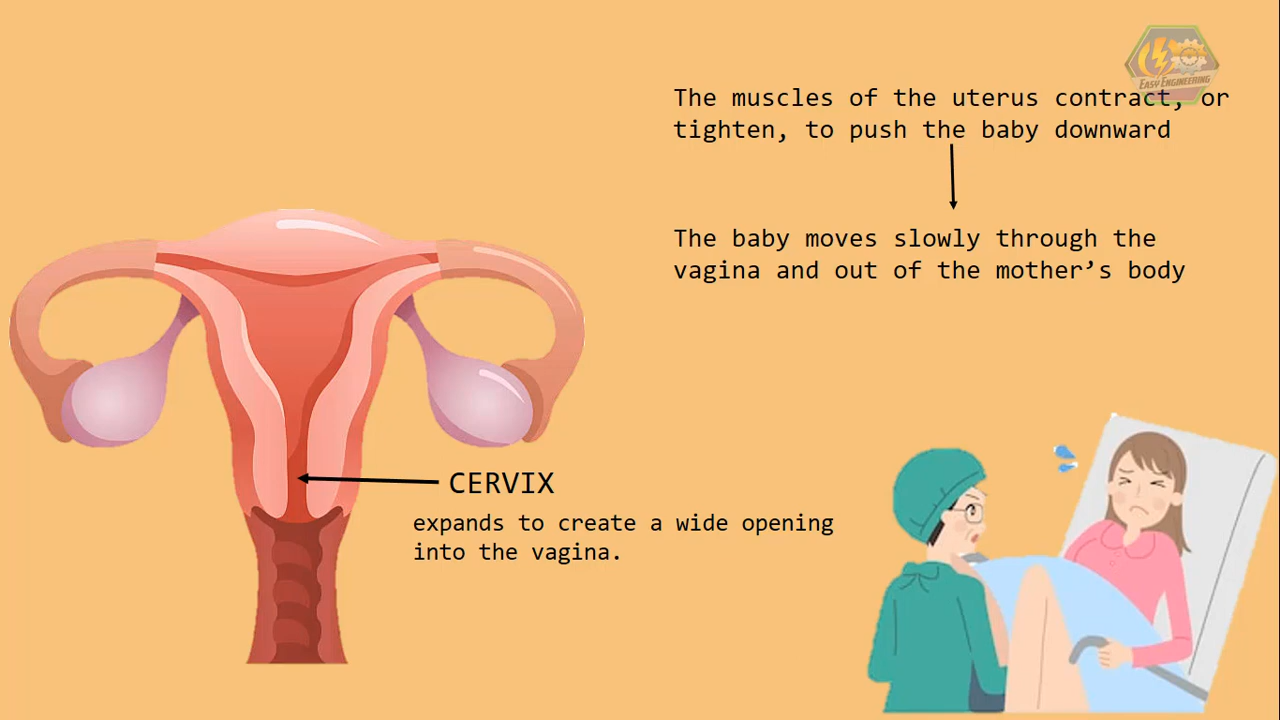 EASY ENGINEERING
The muscles of the uterus contract, or
tighten, to push the baby downward
The baby moves slowly through the
vagina and out of the mother’s body
CERVIX
expands to create a wide opening
into the vagina.